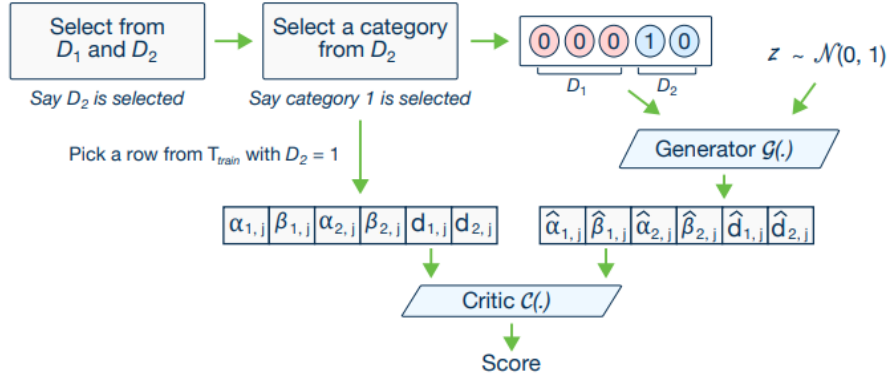 Select from
D₁ and D₂
Select a category
from D₂
0 0 0 1 0
D₁
D₂
z ~ 𝒩(0, 1)
Say D₂ is selected
Say category 1 is selected
Pick a row from T_train with D₂ = 1
Generator 𝒢(.)
α₁,ⱼ β₁,ⱼ α₂,ⱼ β₂,ⱼ d₁,ⱼ d₂,ⱼ
α̂₁,ⱼ β̂₁,ⱼ α̂₂,ⱼ β̂₂,ⱼ d̂₁,ⱼ d̂₂,ⱼ
Critic 𝒞(.)
Score